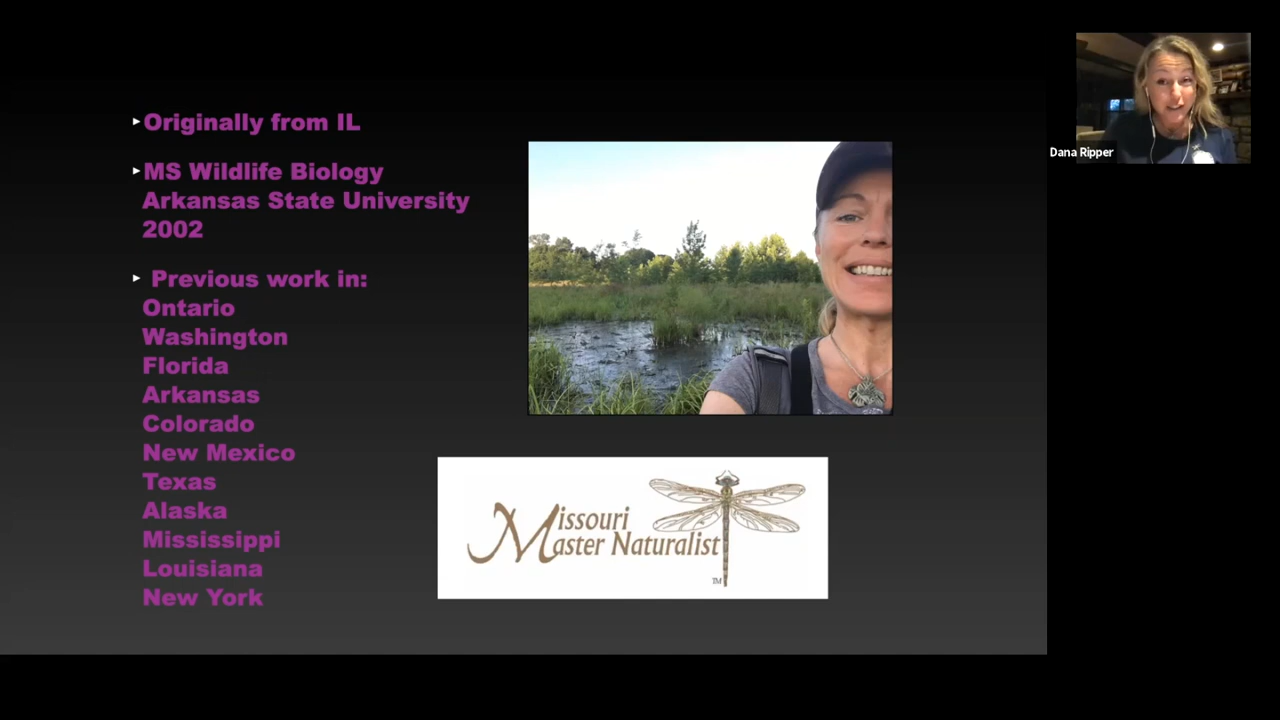 Originally from IL
MS Wildlife Biology
Arkansas State University
2002
Previous work in:
Ontario
Washington
Florida
Arkansas
Colorado
New Mexico
Texas
Alaska
Mississippi
Louisiana
New York
Missouri
Master Naturalist
TM
Dana Ripper